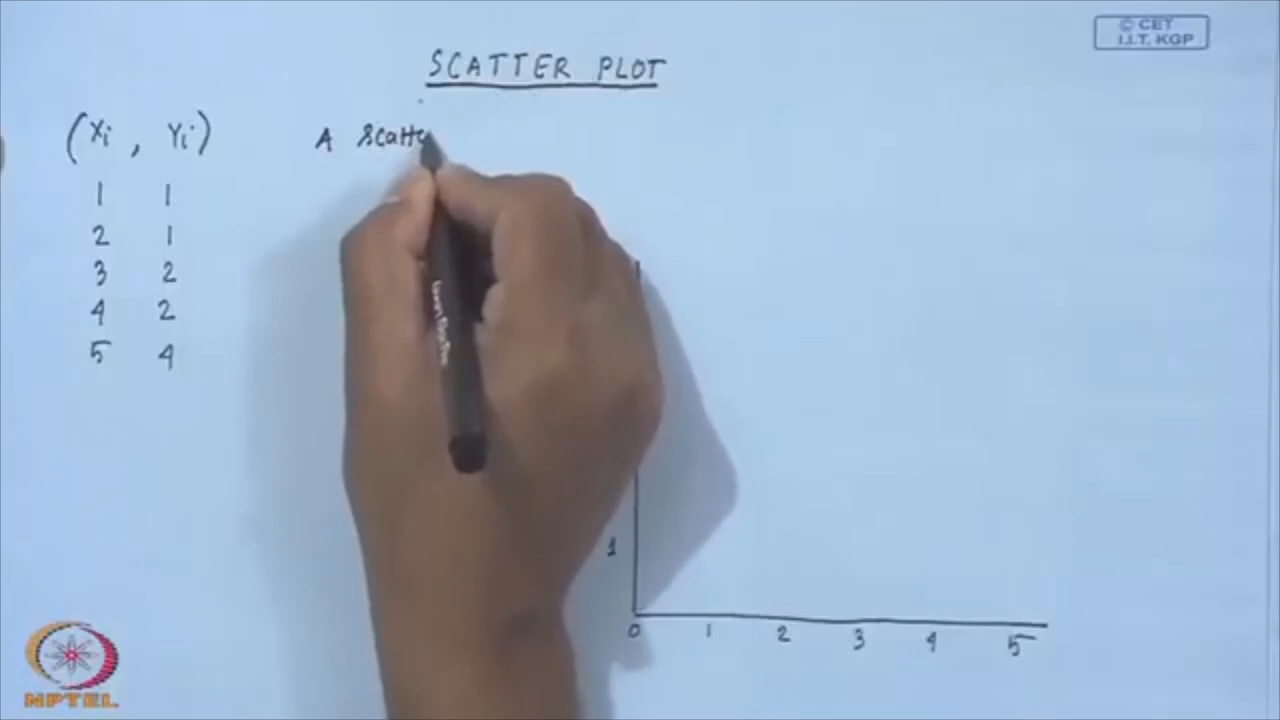 © CET
I.I.T. KGP
SCATTER PLOT
(Xi , Yi) A Scatte
1 1
2 1
3 2
4 2
5 4
1
0 1 2 3 4 5
NPTEL